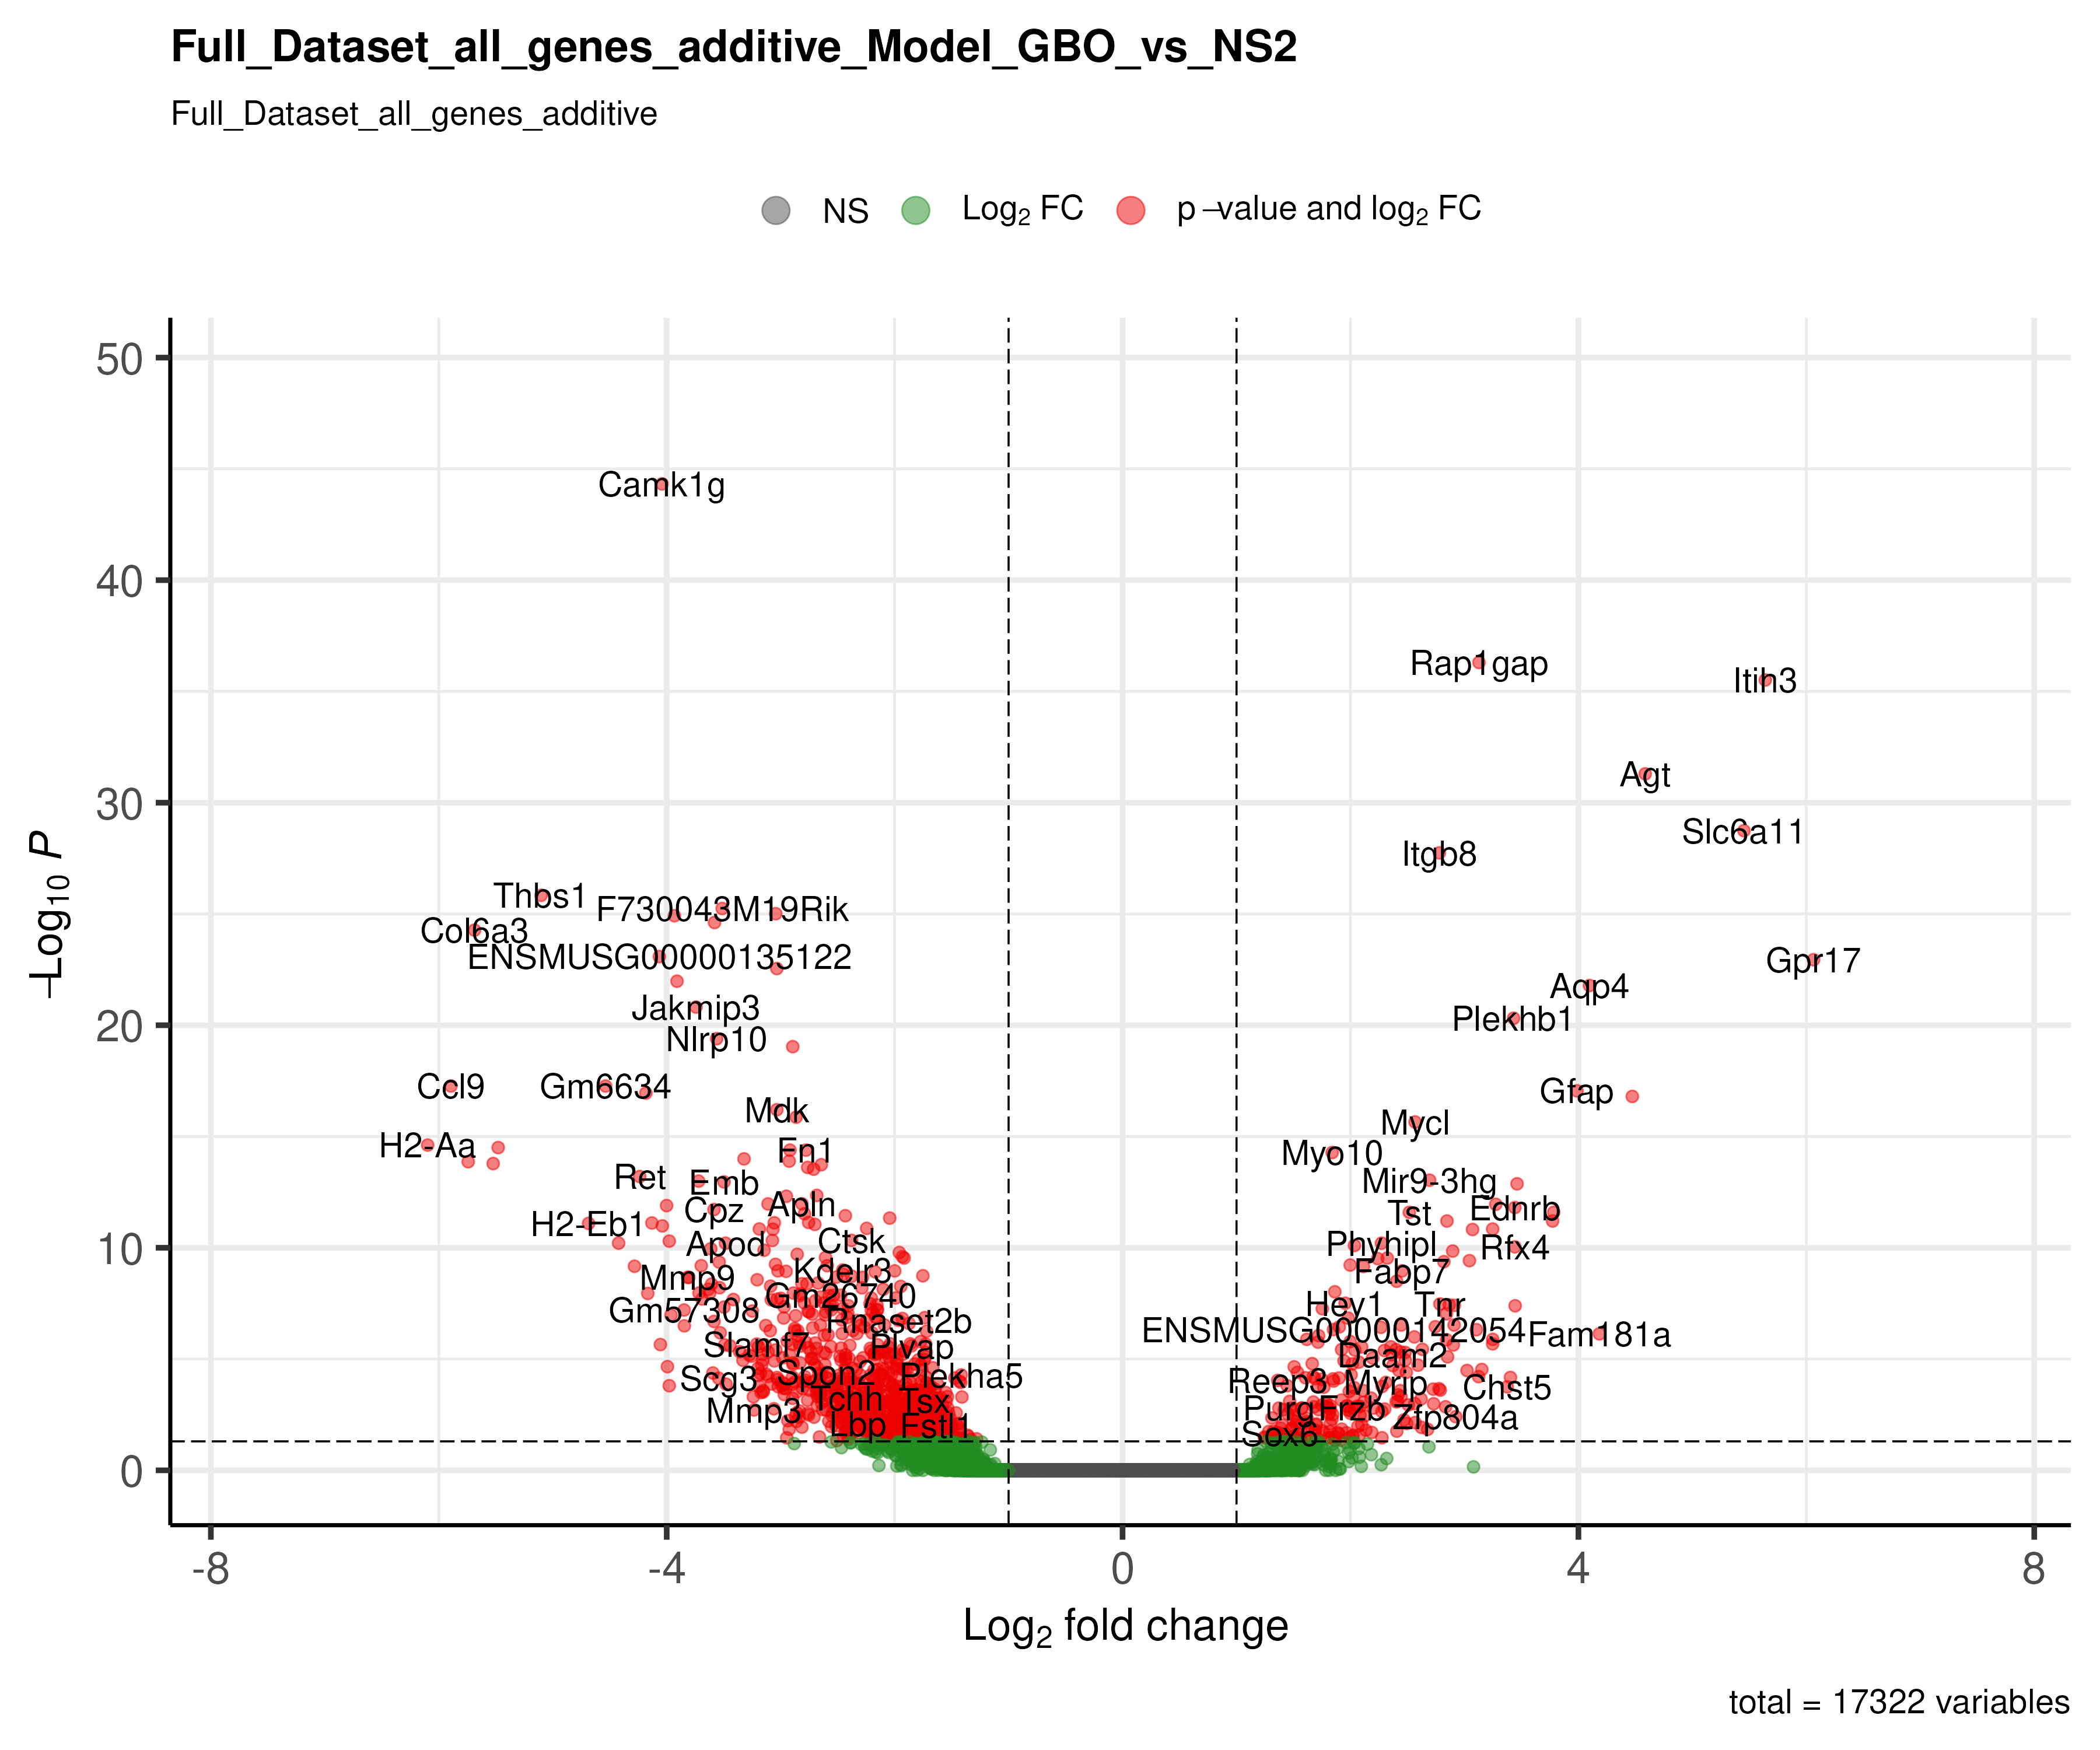 Full_Dataset_all_genes_additive_Model_GBO_vs_NS2
Full_Dataset_all_genes_additive
NS
Log2 FC
p −value and log2 FC
50
40
30
20
10
0
−Log10 P
Camk1g
Rap1gap
Itih3
Agt
Slc6a11
Itgb8
Thbs1
F730043M19Rik
Col6a3
ENSMUSG00000135122
Gpr17
Aqp4
Jakmip3
Plekhb1
Nlrp10
Ccl9
Gm6634
Gfap
Mdk
Mycl
H2-Aa
Fn1
Myo10
Ret
Emb
Mir9-3hg
Cpz
Apln
Tst
Ednrb
H2-Eb1
Apod
Ctsk
Phyhipl
Rfx4
Mmp9
Kdelr3
Fabp7
Gm57308
Gm26740
Hey1
Tnr
Rnaset2b
ENSMUSG00000142054
Fam181a
Slamf7
Plvap
Daam2
Scg3
Spon2
Plekha5
Reep3
Myrip
Chst5
Mmp3
Tchh
Tsx
Purg
Frzb
Zfp804a
Lbp
Fstl1
Sox6
-8
-4
0
4
8
Log2 fold change
total = 17322 variables